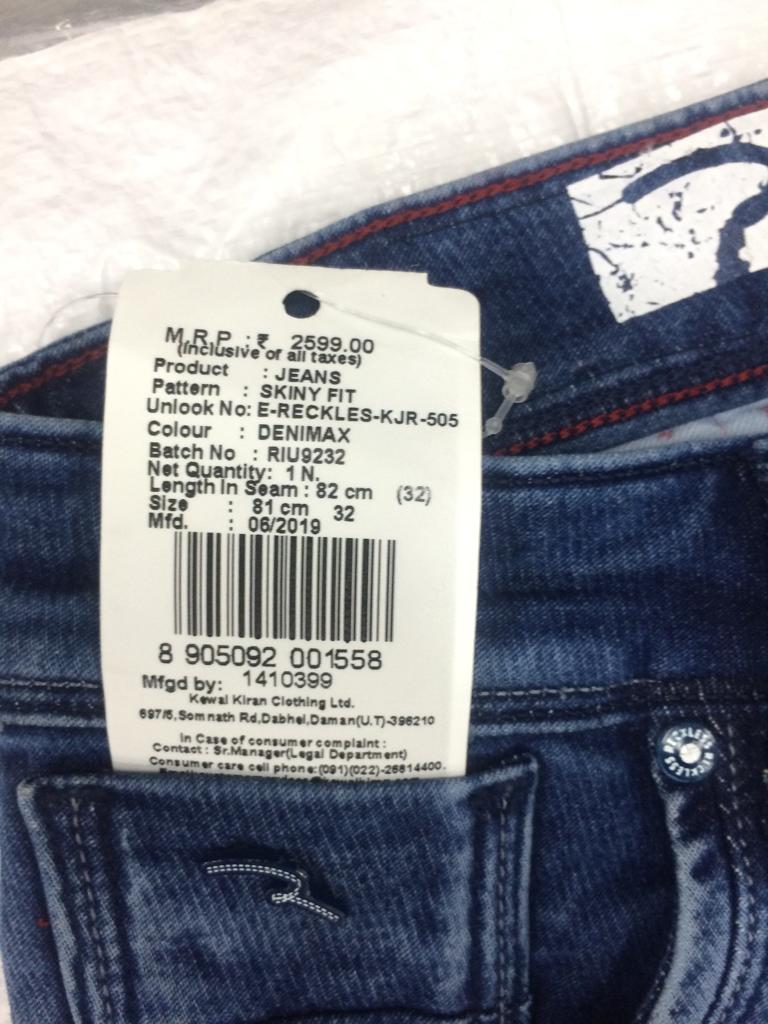 M.R.P. : ₹ 2599.00
(Inclusive of all taxes)
Product : JEANS
Pattern : SKINY FIT
Unlook No: E-RECKLES-KJR-505
Colour : DENIMAX
Batch No : RIU9232
Net Quantity: 1 N.
Length In Seam : 82 cm (32)
Size : 81 cm 32
Mfd. : 06/2019
8 905092 001558
Mfgd by: 1410399
Kewal Kiran Clothing Ltd.
697/5, Somnath Rd,Dabhel,Daman(U.T)-396210
In Case of consumer complaint :
Contact : Sr.Manager(Legal Department)
Consumer care cell phone:(091)(022)-26814400.
RECKLESS RECKLESS